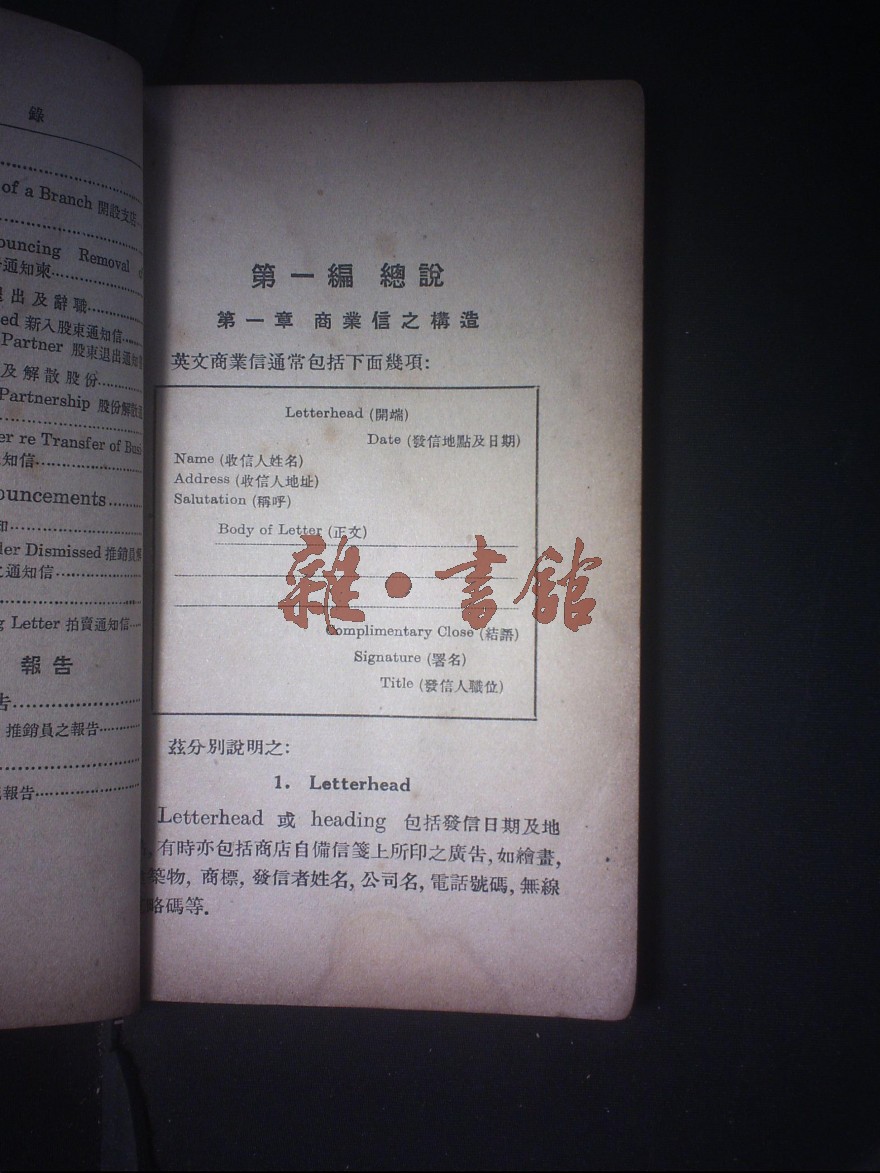 錄
of a Branch 開設支店
ouncing Removal
通知柬
退出及辭職
ed 新入股東通知信
Partner 股東退出通知
及解散股份
Partnership 股份解散
er re Transfer of Busi
知信
ouncements
知
ler Dismissed 推銷員
之通知信
g Letter 拍賣通知信
報告
告
推銷員之報告
報告
第一編 總說
第一章 商業信之構造
英文商業信通常包括下面幾項:
Letterhead (開端)
Date (發信地點及日期)
Name (收信人姓名)
Address (收信人地址)
Salutation (稱呼)
Body of Letter (正文)
雜·書館
Complimentary Close (結語)
Signature (署名)
Title (發信人職位)
茲分別說明之:
1. Letterhead
Letterhead 或 heading 包括發信日期及地
,有時亦包括商店自備信箋上所印之廣告,如繪畫,
築物, 商標, 發信者姓名, 公司名, 電話號碼, 無線
略碼等.